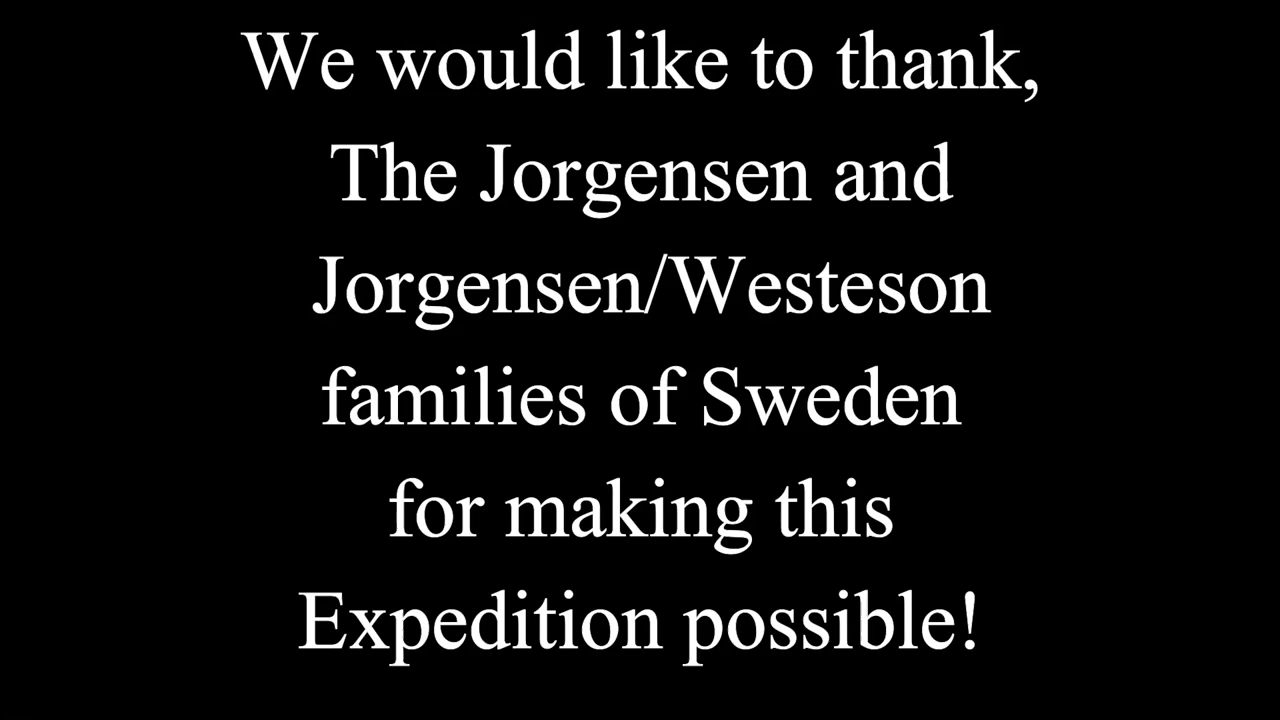 We would like to thank,
The Jorgensen and
Jorgensen/Westeson
families of Sweden
for making this
Expedition possible!